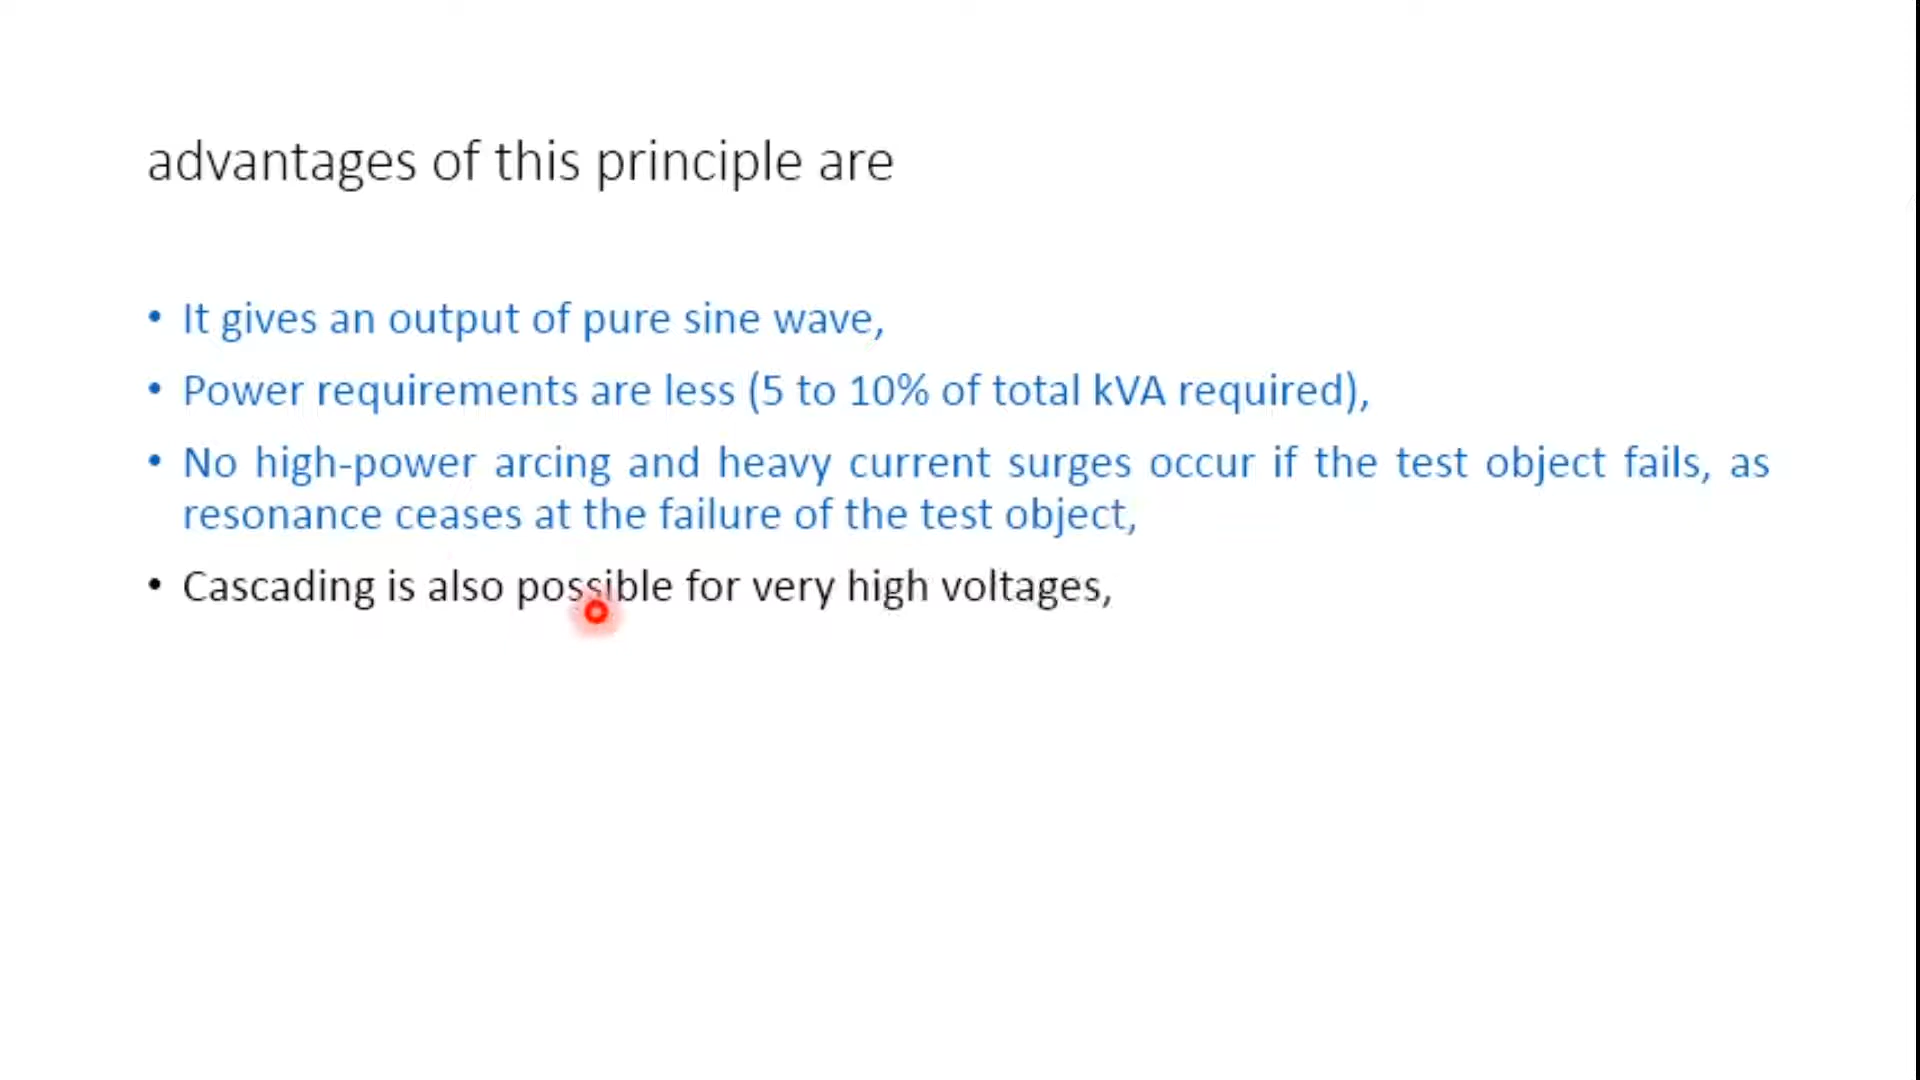 advantages of this principle are
• It gives an output of pure sine wave,
• Power requirements are less (5 to 10% of total kVA required),
• No high-power arcing and heavy current surges occur if the test object fails, as
resonance ceases at the failure of the test object,
• Cascading is also possible for very high voltages,